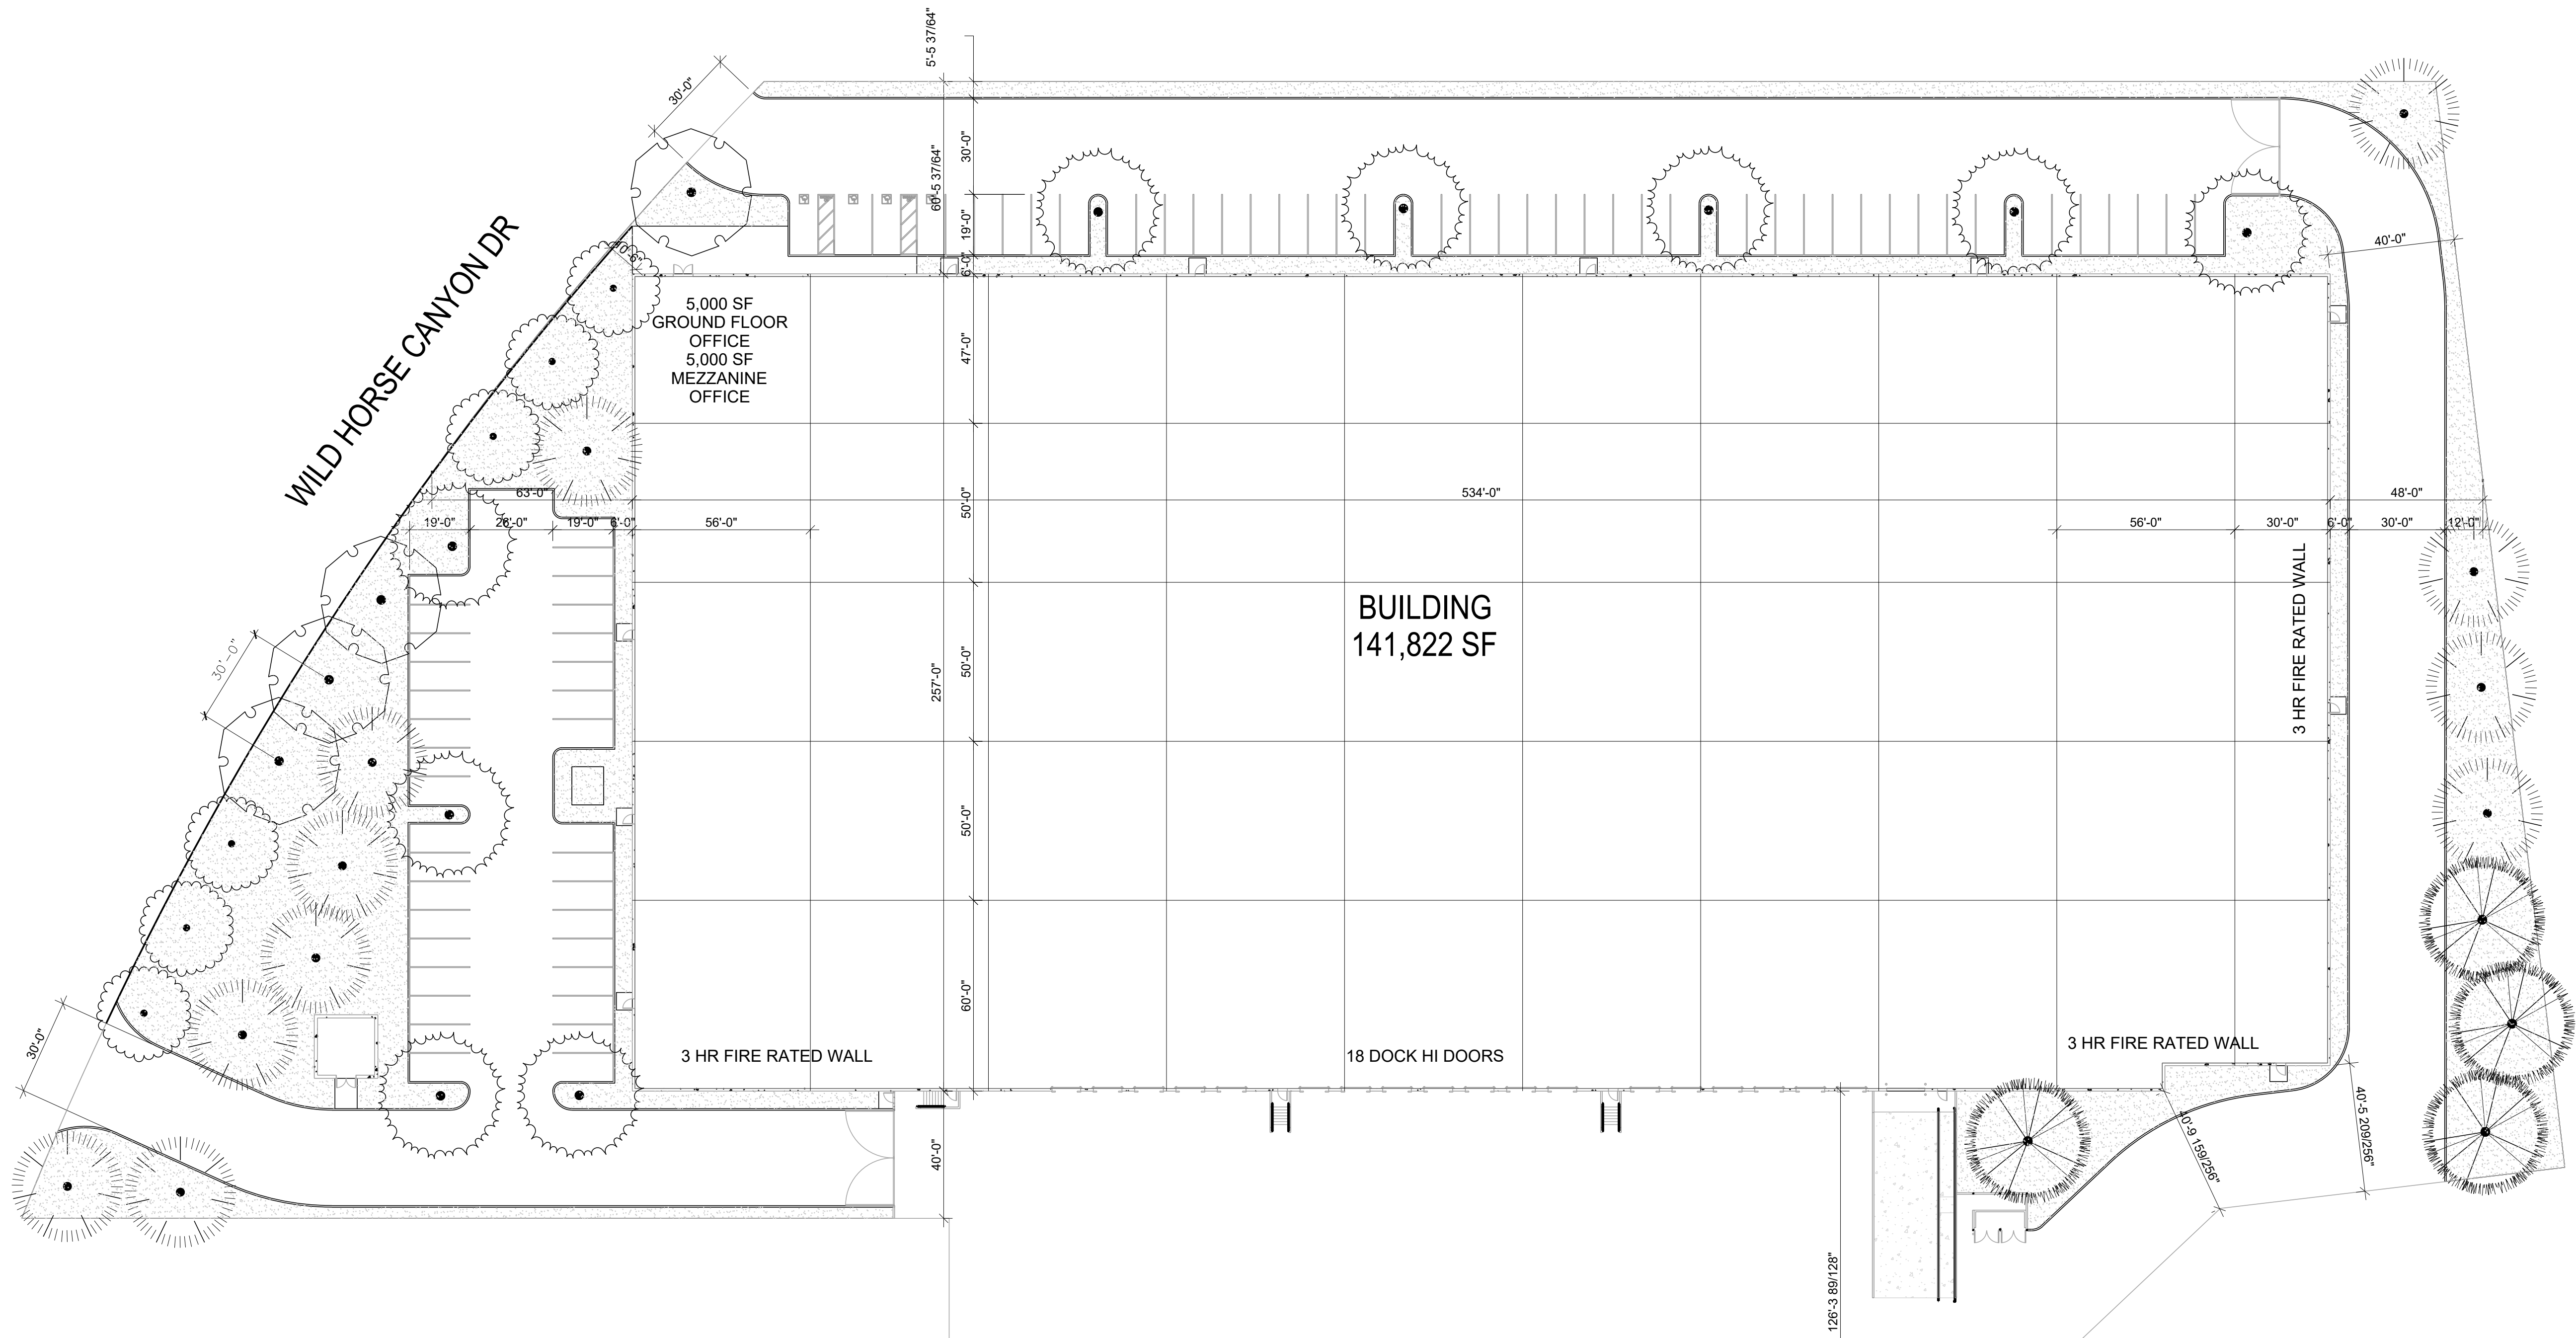 5'-5 37/64"
30'-0"
30'-0"
60'-5 37/64"
19'-0"
6'-0"
40'-0"
WILD HORSE CANYON DR
10'-6"
5,000 SF
GROUND FLOOR
OFFICE
5,000 SF
MEZZANINE
OFFICE
47'-0"
63'-0"
50'-0"
534'-0"
48'-0"
19'-0"
26'-0"
19'-0"
6'-0"
56'-0"
56'-0"
30'-0"
6'-0"
30'-0"
12'-0"
BUILDING
141,822 SF
3 HR FIRE RATED WALL
30'-0"
257'-0"
50'-0"
50'-0"
60'-0"
30'-0"
3 HR FIRE RATED WALL
18 DOCK HI DOORS
3 HR FIRE RATED WALL
40'-0"
40'-9 159/256"
40'-5 209/256"
126'-3 89/128"